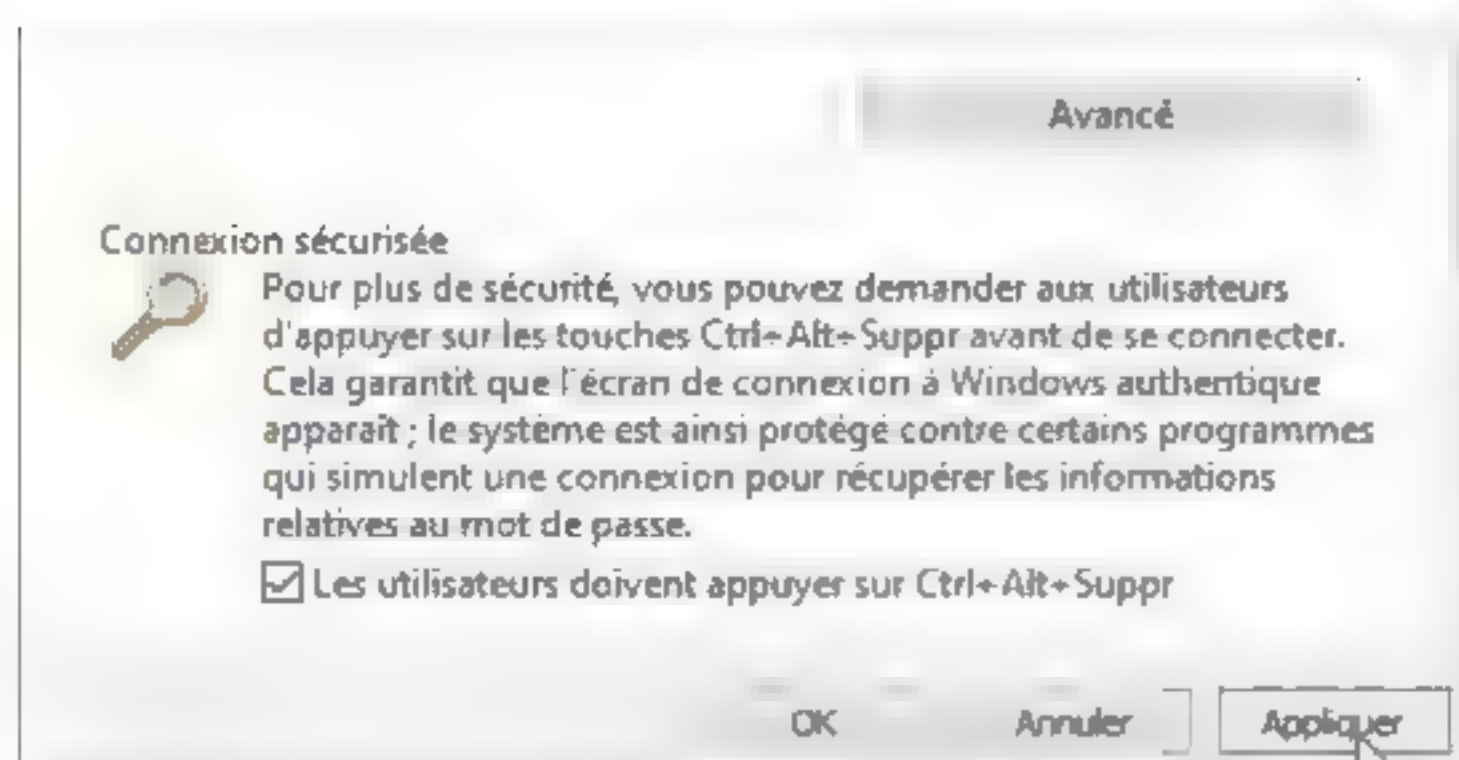 Avancé
Connexion sécurisée
Pour plus de sécurité, vous pouvez demander aux utilisateurs
d'appuyer sur les touches Ctrl+Alt+Suppr avant de se connecter.
Cela garantit que l'écran de connexion à Windows authentique
apparaît ; le système est ainsi protégé contre certains programmes
qui simulent une connexion pour récupérer les informations
relatives au mot de passe.
Les utilisateurs doivent appuyer sur Ctrl+Alt+Suppr
OK Annuler Appliquer